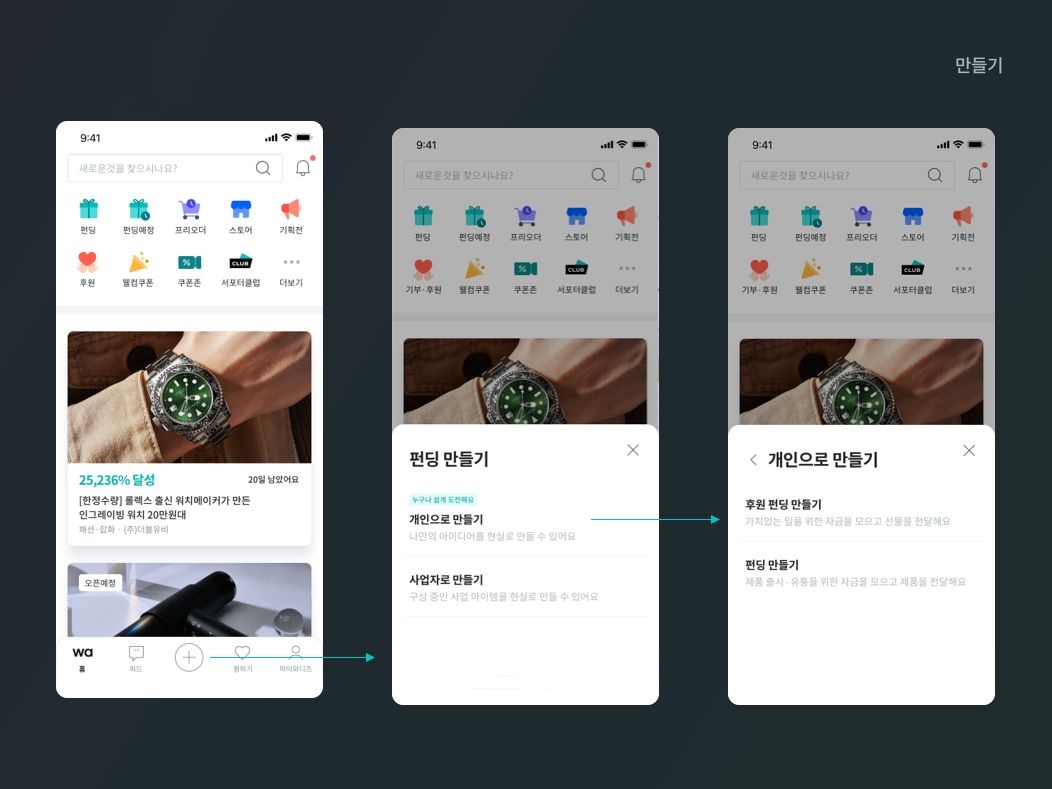 만들기
9:41
새로운것을 찾으시나요?
펀딩
펀딩예정
프리오더
스토어
기획전
%
CLUB
후원
웰컴쿠폰
쿠폰존
서포터클럽
더보기
25,236% 달성
20일 남았어요
[한정수량] 롤렉스 출신 워치메이커가 만든
인그레이빙 워치 20만원대
패션·잡화 · (주)더블유비
오픈예정
wa
홈
피드
찜하기
마이와디즈
9:41
새로운것을 찾으시나요?
펀딩
펀딩예정
프리오더
스토어
기획전
%
CLUB
기부·후원
웰컴쿠폰
쿠폰존
서포터클럽
더보기
펀딩 만들기
누구나 쉽게 도전해요
개인으로 만들기
나만의 아이디어를 현실로 만들 수 있어요
사업자로 만들기
구상 중인 사업 아이템을 현실로 만들 수 있어요
9:41
새로운것을 찾으시나요?
펀딩
펀딩예정
프리오더
스토어
기획전
%
CLUB
기부·후원
웰컴쿠폰
쿠폰존
서포터클럽
더보기
개인으로 만들기
후원 펀딩 만들기
가치있는 일을 위한 자금을 모으고 선물을 전달해요
펀딩 만들기
제품 출시·유통을 위한 자금을 모으고 제품을 전달해요